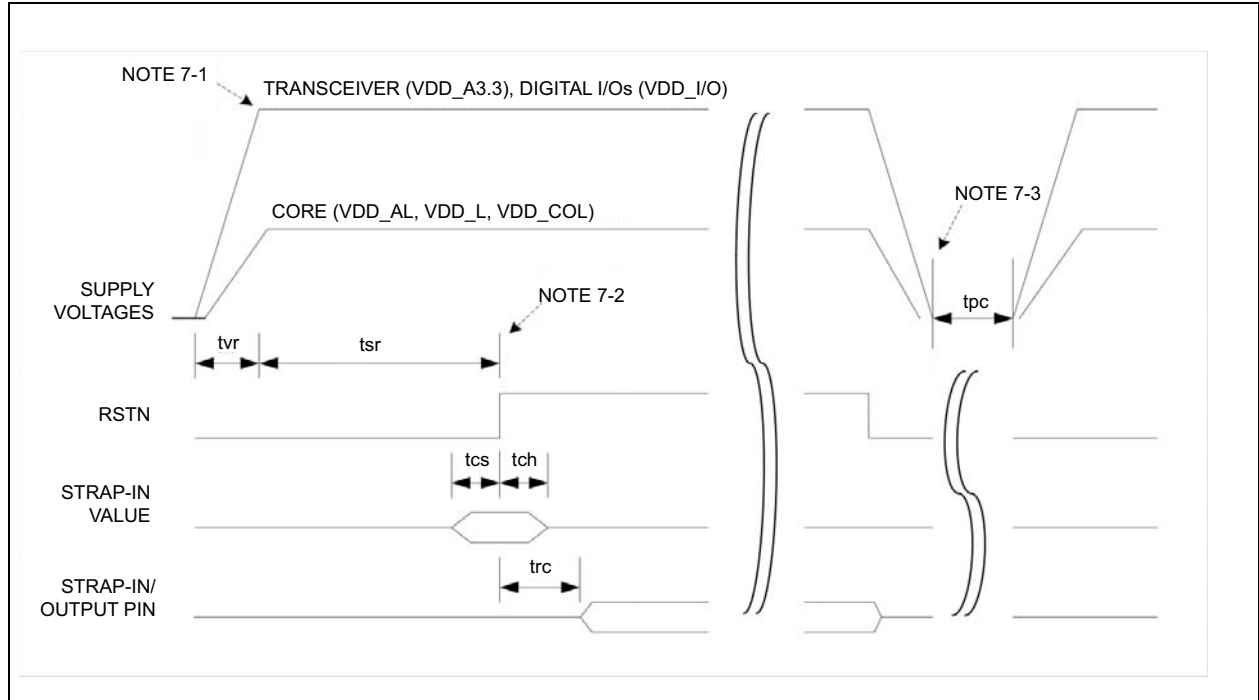 NOTE 7-1
TRANSCEIVER (VDD_A3.3), DIGITAL I/Os (VDD_I/O)
NOTE 7-3
CORE (VDD_AL, VDD_L, VDD_COL)
SUPPLY
VOLTAGES
NOTE 7-2
tpc
tvr
tsr
RSTN
tcs
tch
STRAP-IN
VALUE
trc
STRAP-IN/
OUTPUT PIN